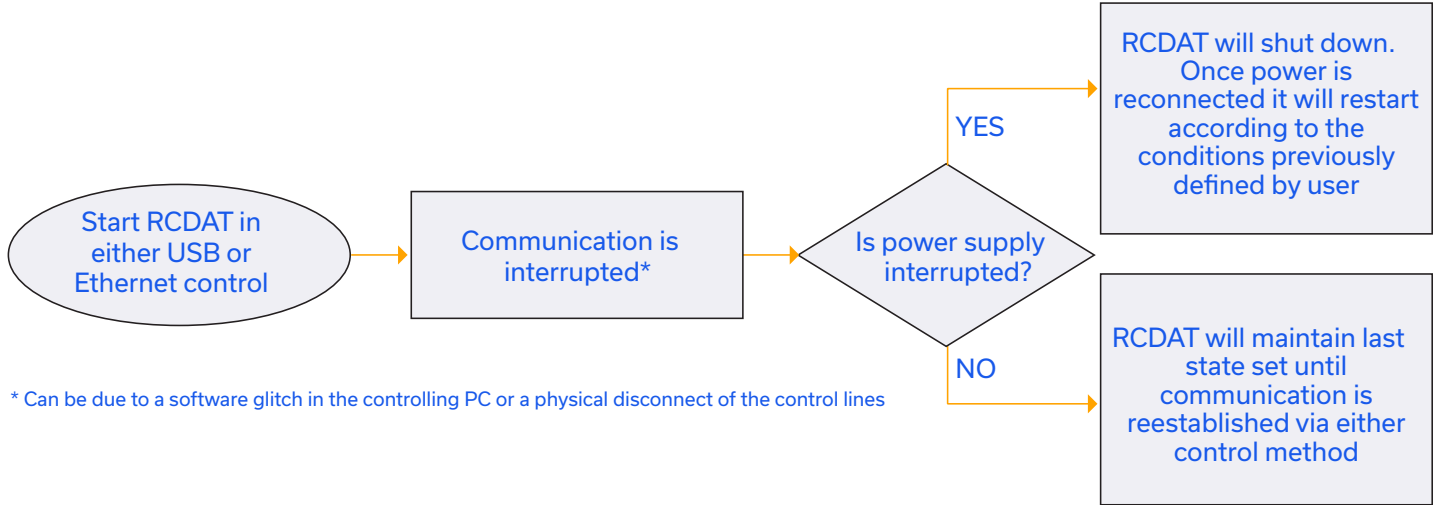 Start RCDAT in
either USB or
Ethernet control
Communication is
interrupted*
Is power supply
interrupted?
YES
RCDAT will shut down.
Once power is
reconnected it will restart
according to the
conditions previously
defined by user
NO
RCDAT will maintain last
state set until
communication is
reestablished via either
control method
* Can be due to a software glitch in the controlling PC or a physical disconnect of the control lines